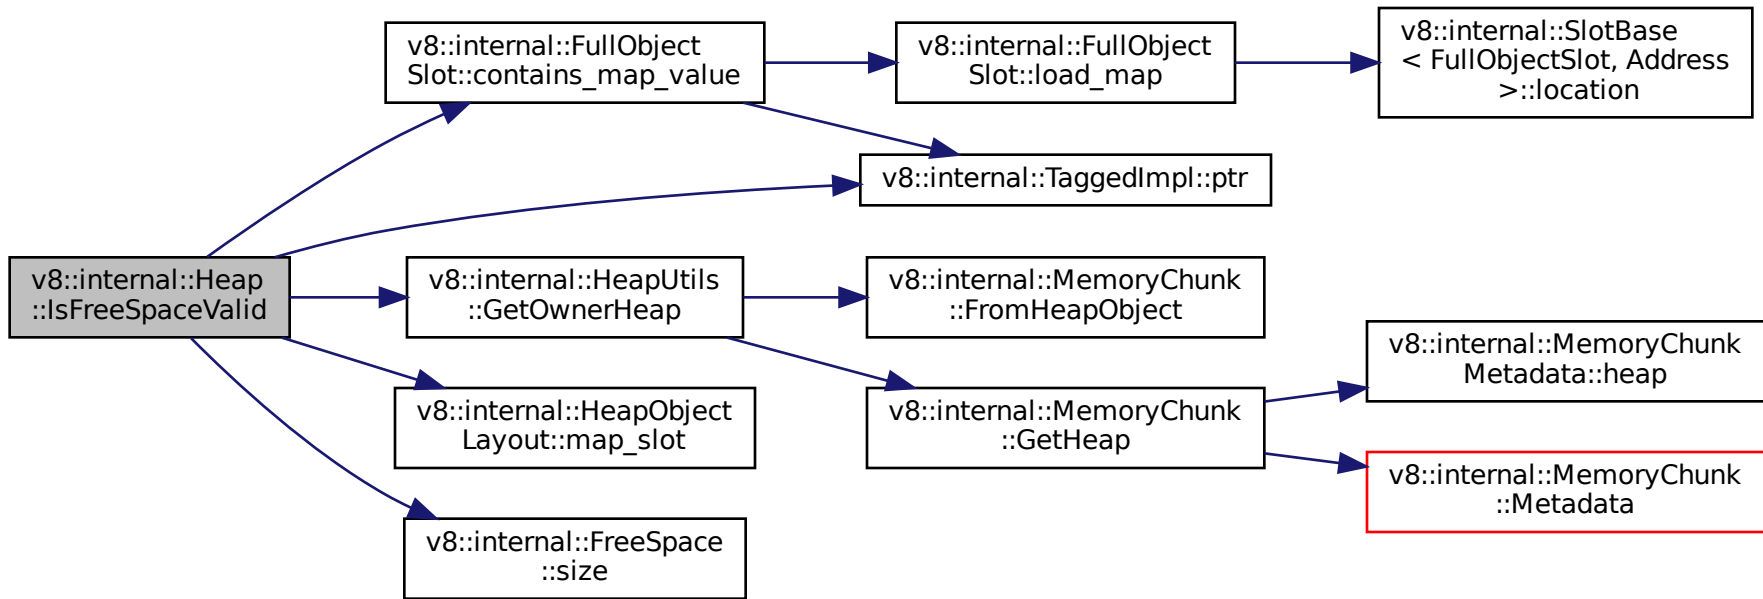 v8::internal::Heap
::IsFreeSpaceValid
v8::internal::FullObject
Slot::contains_map_value
v8::internal::FullObject
Slot::load_map
v8::internal::SlotBase
< FullObjectSlot, Address
>::location
v8::internal::TaggedImpl::ptr
v8::internal::HeapUtils
::GetOwnerHeap
v8::internal::MemoryChunk
::FromHeapObject
v8::internal::MemoryChunk
::GetHeap
v8::internal::MemoryChunk
Metadata::heap
v8::internal::MemoryChunk
::Metadata
v8::internal::HeapObject
Layout::map_slot
v8::internal::FreeSpace
::size